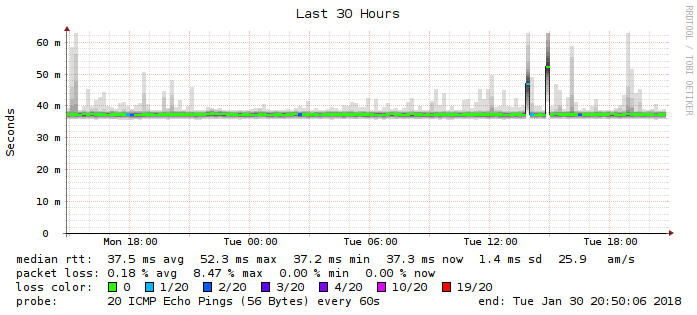 Last 30 Hours
RRDTOOL / TOBI OETIKER
Seconds
60 m
50 m
40 m
30 m
20 m
10 m
0
Mon 18:00 Tue 00:00 Tue 06:00 Tue 12:00 Tue 18:00
median rtt: 37.5 ms avg 52.3 ms max 37.2 ms min 37.3 ms now 1.4 ms sd 25.9 am/s
packet loss: 0.18 % avg 8.47 % max 0.00 % min 0.00 % now
loss color: 0 1/20 2/20 3/20 4/20 10/20 19/20
probe: 20 ICMP Echo Pings (56 Bytes) every 60s end: Tue Jan 30 20:50:06 2018